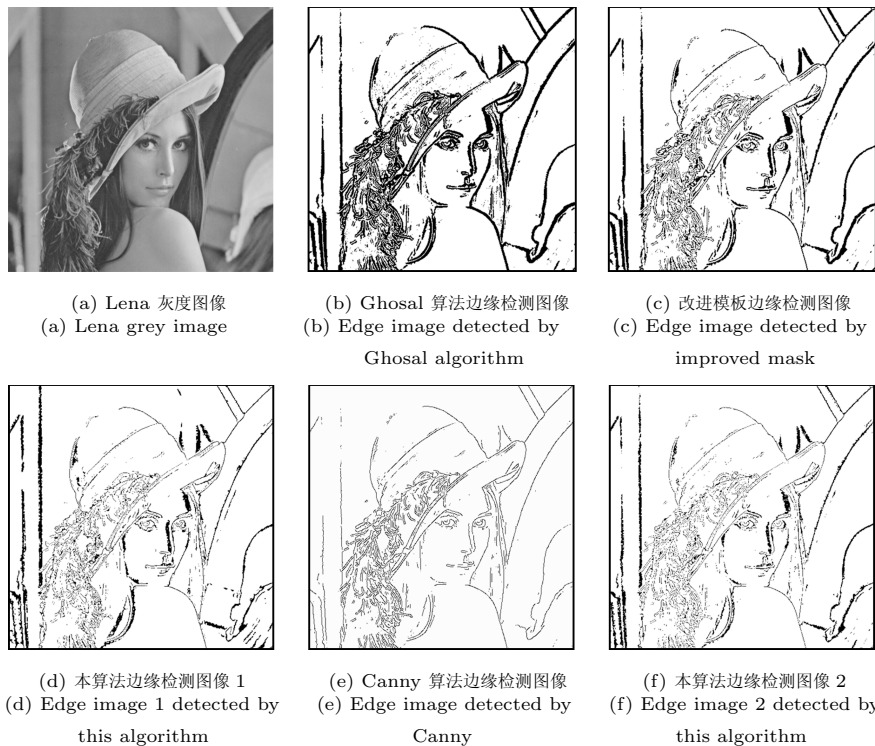 (a) Lena 灰度图像
(a) Lena grey image
(b) Ghosal 算法边缘检测图像
(b) Edge image detected by
Ghosal algorithm
(c) 改进模板边缘检测图像
(c) Edge image detected by
improved mask
(d) 本算法边缘检测图像 1
(d) Edge image 1 detected by
this algorithm
(e) Canny 算法边缘检测图像
(e) Edge image detected by
Canny
(f) 本算法边缘检测图像 2
(f) Edge image 2 detected by
this algorithm